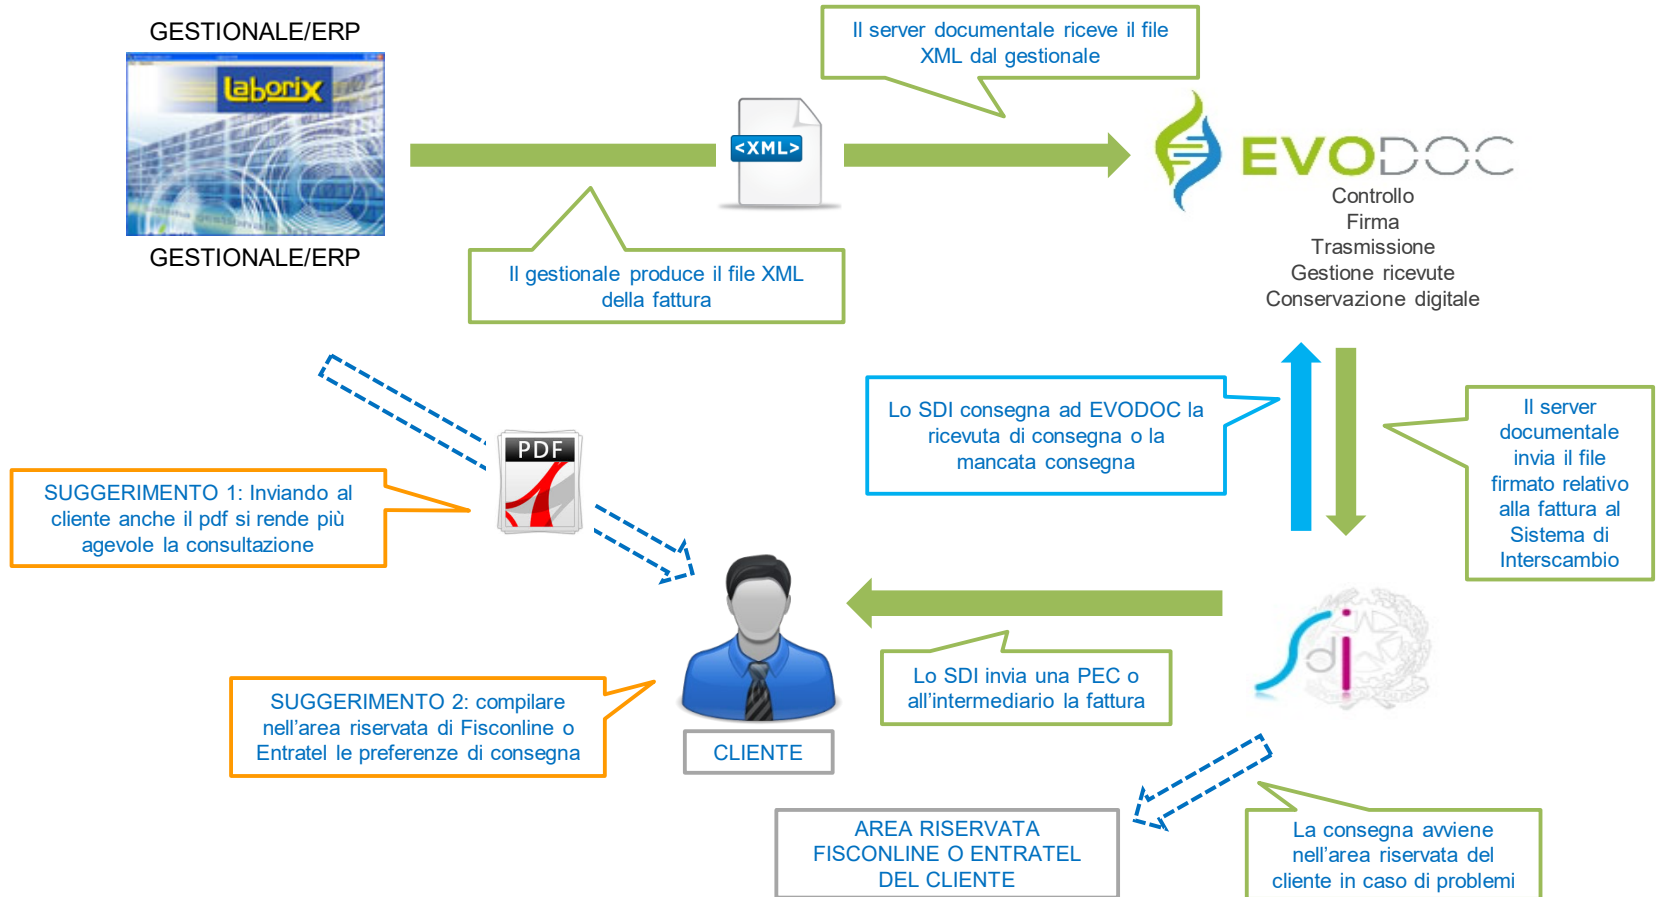 GESTIONALE/ERP
Laborix
GESTIONALE/ERP
Il server documentale riceve il file
XML dal gestionale
<XML>
EVODOC
Controllo
Firma
Trasmissione
Gestione ricevute
Conservazione digitale
Il gestionale produce il file XML
della fattura
Lo SDI consegna ad EVODOC la
ricevuta di consegna o la
mancata consegna
Il server
documentale
invia il file
firmato relativo
alla fattura al
Sistema di
Interscambio
PDF
SUGGERIMENTO 1: Inviando al
cliente anche il pdf si rende più
agevole la consultazione
Sdi
Lo SDI invia una PEC o
all'intermediario la fattura
SUGGERIMENTO 2: compilare
nell'area riservata di Fisconline o
Entratel le preferenze di consegna
CLIENTE
AREA RISERVATA
FISCONLINE O ENTRATEL
DEL CLIENTE
La consegna avviene
nell'area riservata del
cliente in caso di problemi